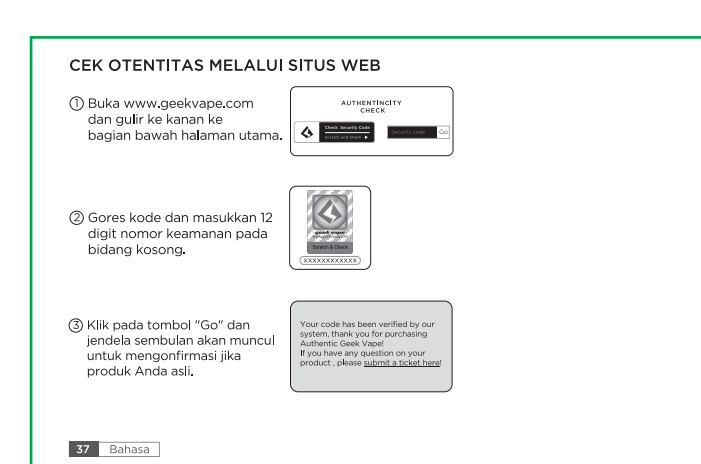 CEK OTENTITAS MELALUI SITUS WEB
① Buka www.geekvape.com
dan gulir ke kanan ke
bagian bawah halaman utama.
AUTHENTİNCİTY
CHECK
Check Security Code
Scratch and Check ▶
Security code
Go
② Gores kode dan masukkan 12
digit nomor keamanan pada
bidang kosong.
geek vape
Scratch & Check
XXXXXXXXXXXX
③ Klik pada tombol "Go" dan
jendela sembulan akan muncul
untuk mengonfirmasi jika
produk Anda asli.
Your code has been verified by our
system, thank you for purchasing
Authentic Geek Vape!
If you have any question on your
product , please submit a ticket here!
37 Bahasa